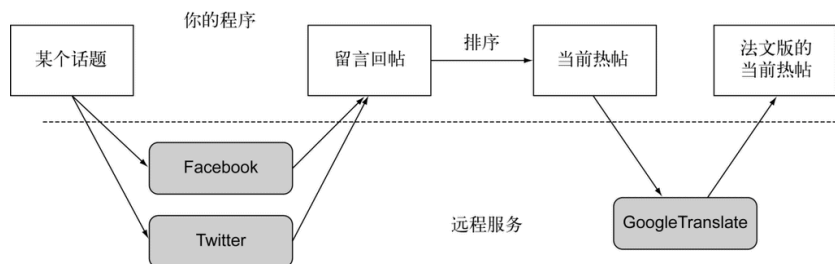 你的程序
某个话题
留言回帖
排序
当前热帖
法文版的
当前热帖
Facebook
Twitter
远程服务
GoogleTranslate